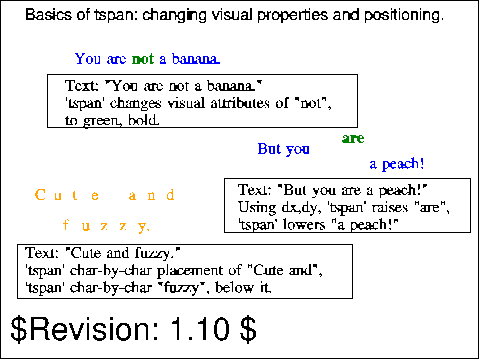 Basics of tspan: changing visual properties and positioning.
You are not a banana.
Text: "You are not a banana."
'tspan' changes visual attributes of "not",
to green, bold.
But you are a peach!
Text: "But you are a peach!"
Using dx,dy, 'tspan' raises "are",
'tspan' lowers "a peach!"
Cute and
fuzzy.
Text: "Cute and fuzzy."
'tspan' char-by-char placement of "Cute and",
'tspan' char-by-char "fuzzy", below it.
$Revision: 1.10 $